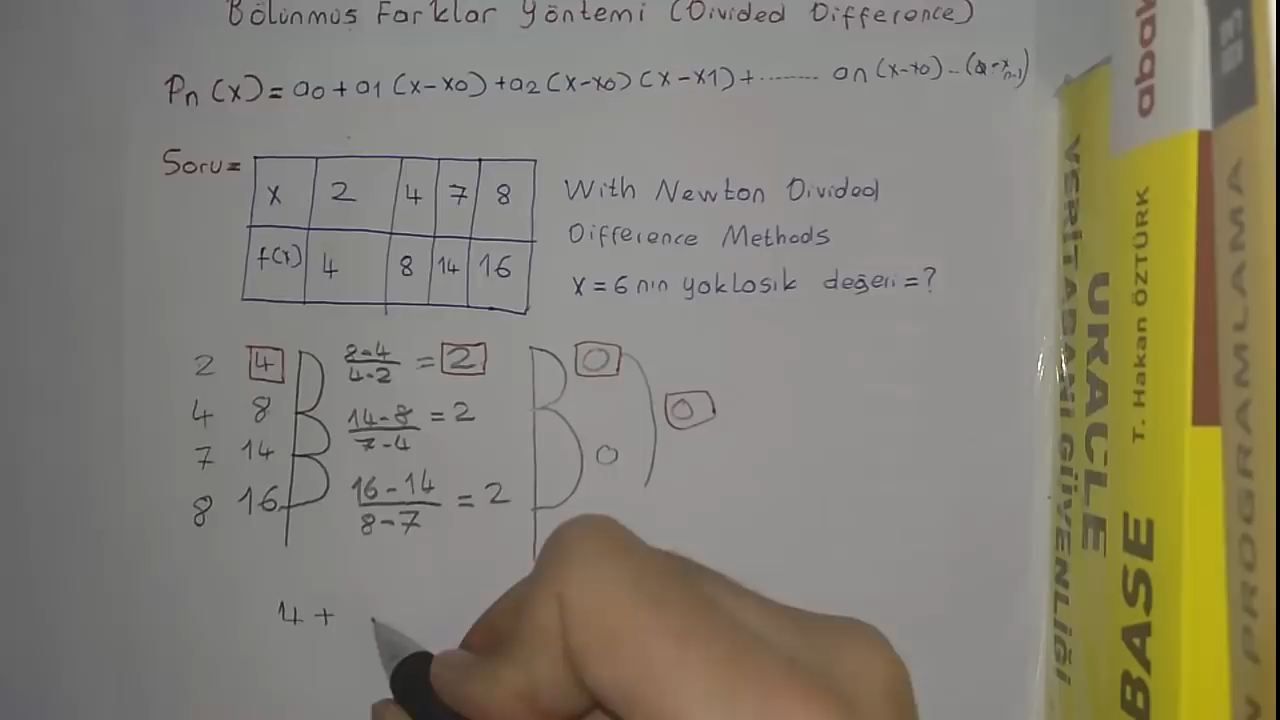 Bölünmüş Farklar Yöntemi (Divided Difference)
Pn(x) = a0 + a1 (x-x0) + a2 (x-x0) (x-x1) + ........ an (x-x0) - (x-xn-1)
Soru=
x 2 4 7 8
f(x) 4 8 14 16
With Newton Divided
Difference Methods
x = 6 nın yaklaşık değeri = ?
2 4 8-4/4-2 = 2 0
4 8 14-8/7-4 = 2 0
7 14 0
8 16 16-14/8-7 = 2
4 +
abak
VERİTABANI GÜVENLİĞİ
ORACLE
T. Hakan ÖZTÜRK
BASE
PROGRAMLAMA